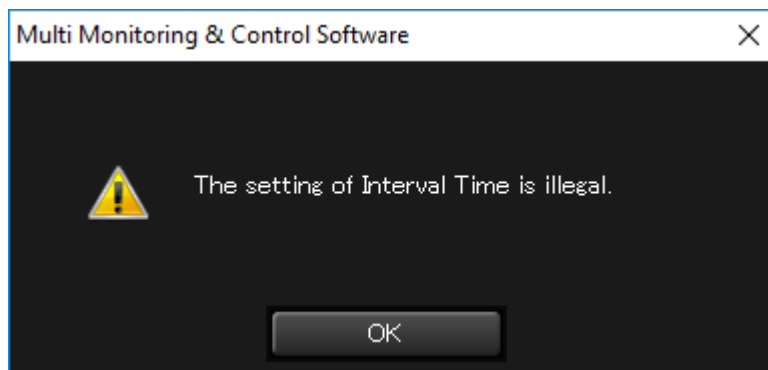 Multi Monitoring & Control Software
The setting of Interval Time is illegal.
OK